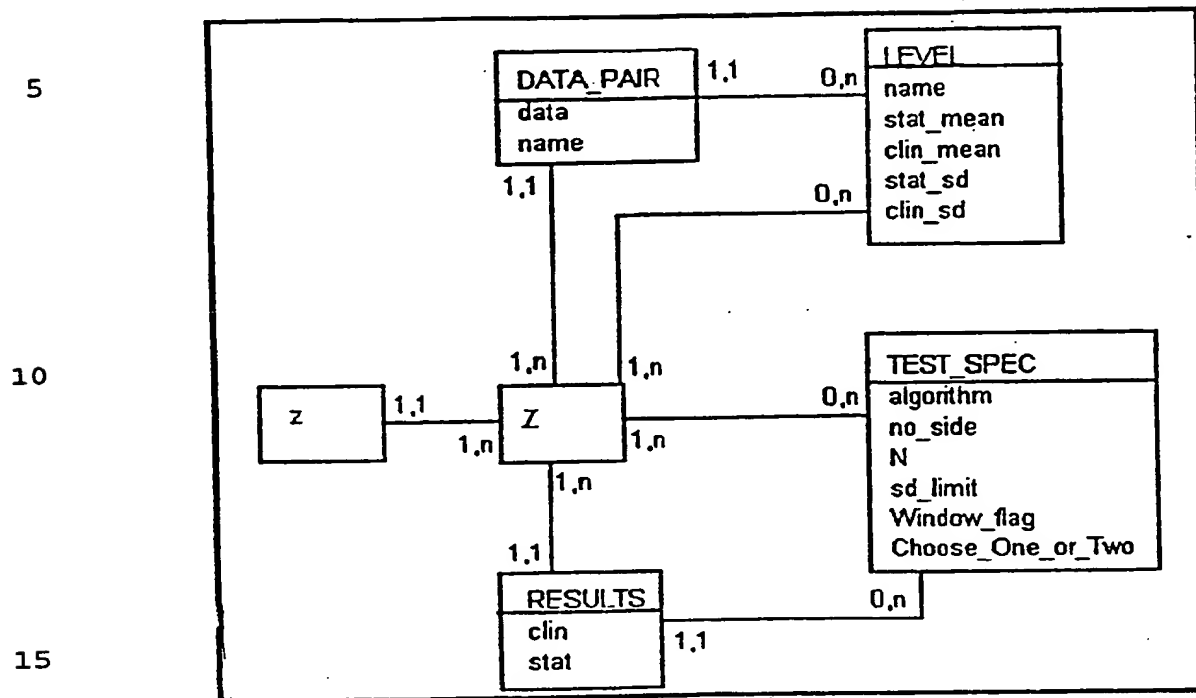 5
DATA_PAIR
data
name
1,1
0,n
LEVEL
name
stat_mean
clin_mean
stat_sd
clin_sd
1,1
0,n
10
1,n
1,n
z
1,1
1,n
Z
1,n
1,n
0,n
TEST_SPEC
algorithm
no_side
N
sd_limit
Window_flag
Choose_One_or_Two
1,1
0,n
RESULTS
clin
stat
1,1
15